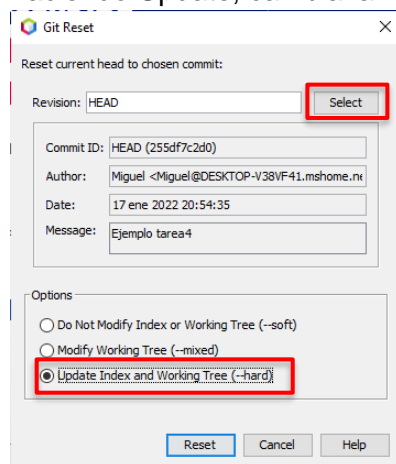 Git Reset
Reset current head to chosen commit:
Revision: HEAD Select
Commit ID: HEAD (255df7c2d0)
Author: Miguel <Miguel@DESKTOP-V38VF41.mshome.ne
Date: 17 ene 2022 20:54:35
Message: Ejemplo tarea4
Options
Do Not Modify Index or Working Tree (--soft)
Modify Working Tree (--mixed)
Update Index and Working Tree (--hard)
Reset Cancel Help